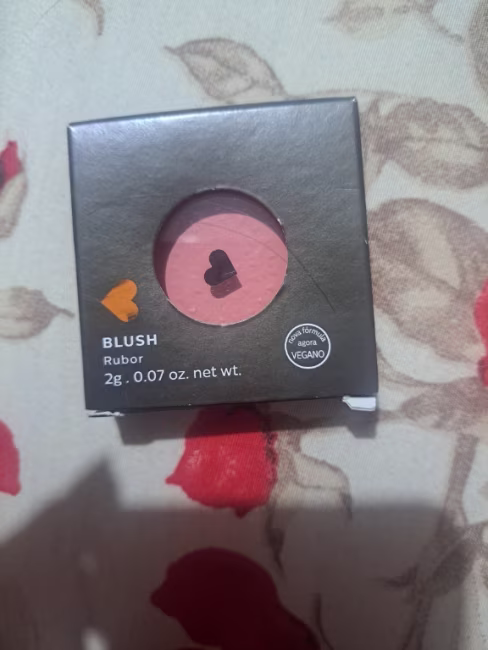 BLUSH
Rubor
2g . 0.07 oz. net wt.
nova fórmula
agora
VEGANO